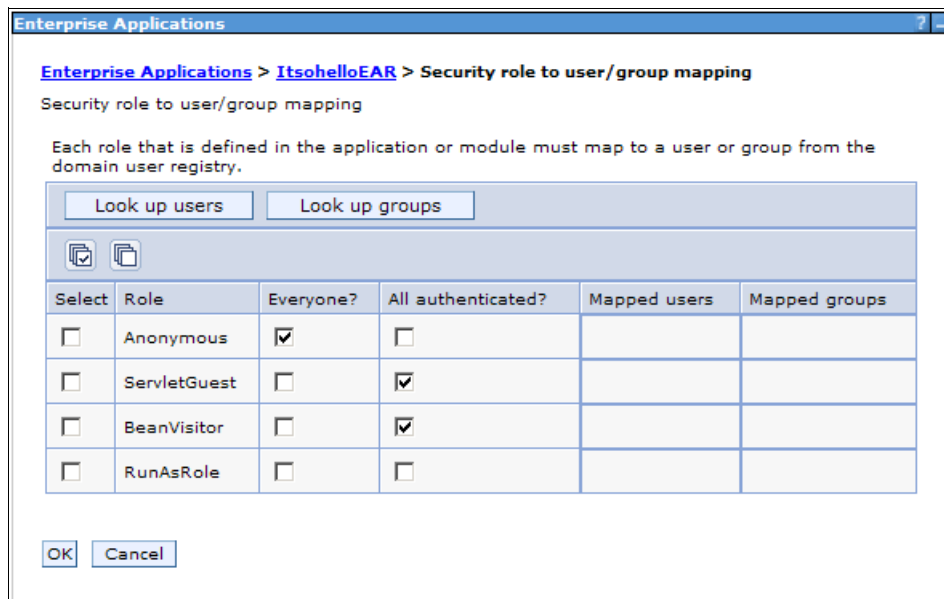 Enterprise Applications ? –
Enterprise Applications > ItsohelloEAR > Security role to user/group mapping
Security role to user/group mapping
Each role that is defined in the application or module must map to a user or group from the
domain user registry.
Look up users Look up groups
Select Role Everyone? All authenticated? Mapped users Mapped groups
Anonymous
ServletGuest
BeanVisitor
RunAsRole
OK Cancel